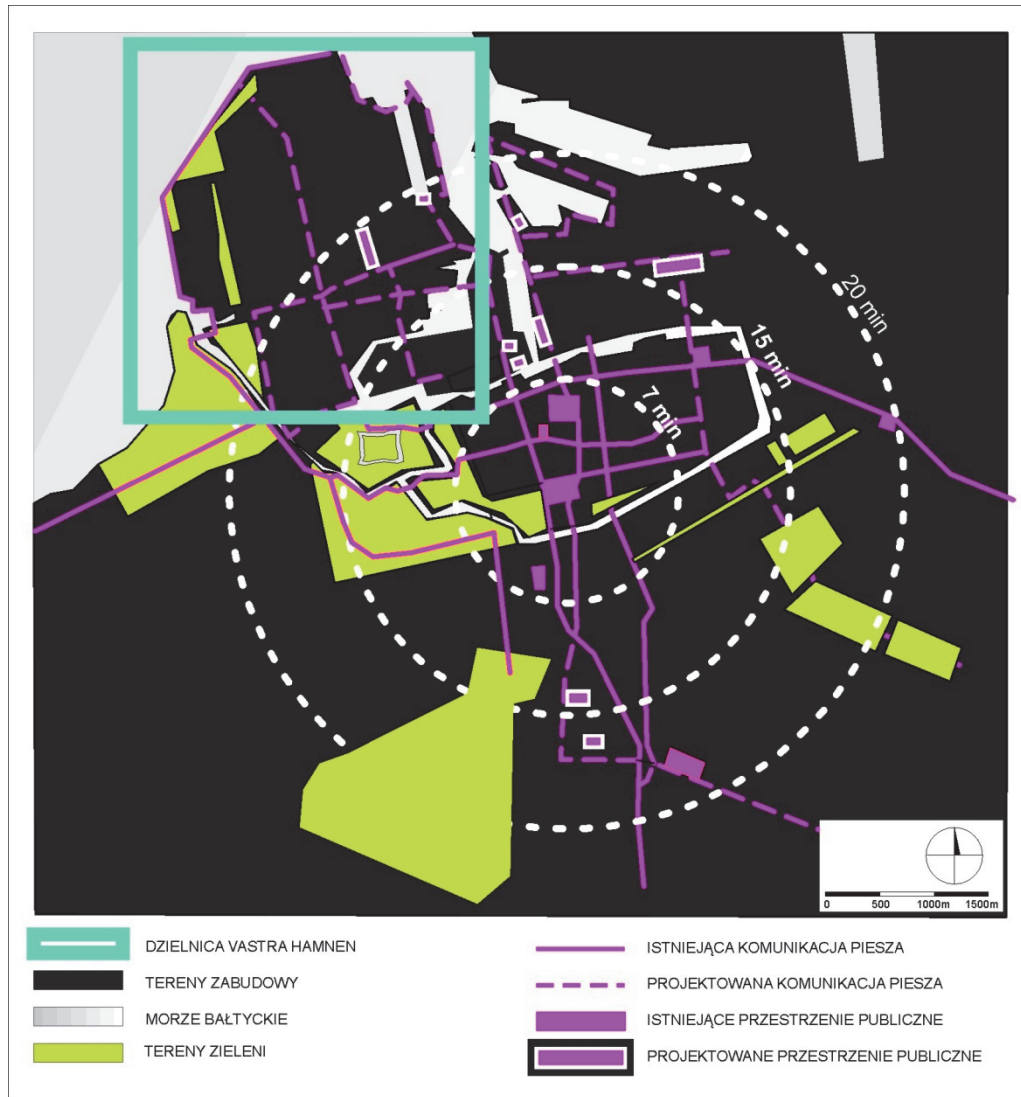 20 min
15 min
7 min
0 500 1000m 1500m
DZIELNICA VASTRA HAMNEN
TERENY ZABUDOWY
MORZE BAŁTYCKIE
TERENY ZIELENI
ISTNIEJĄCA KOMUNIKACJA PIESZA
PROJEKTOWANA KOMUNIKACJA PIESZA
ISTNIEJĄCE PRZESTRZENIE PUBLICZNE
PROJEKTOWANE PRZESTRZENIE PUBLICZNE